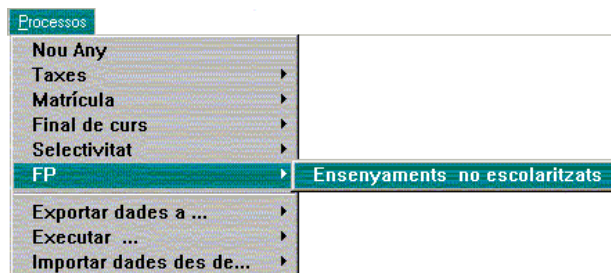 Processos
Nou Any
Taxes
Matrícula
Final de curs
Selectivitat
FP
Ensenyaments no escolaritzats
Exportar dades a ...
Executar ...
Importar dades des de...